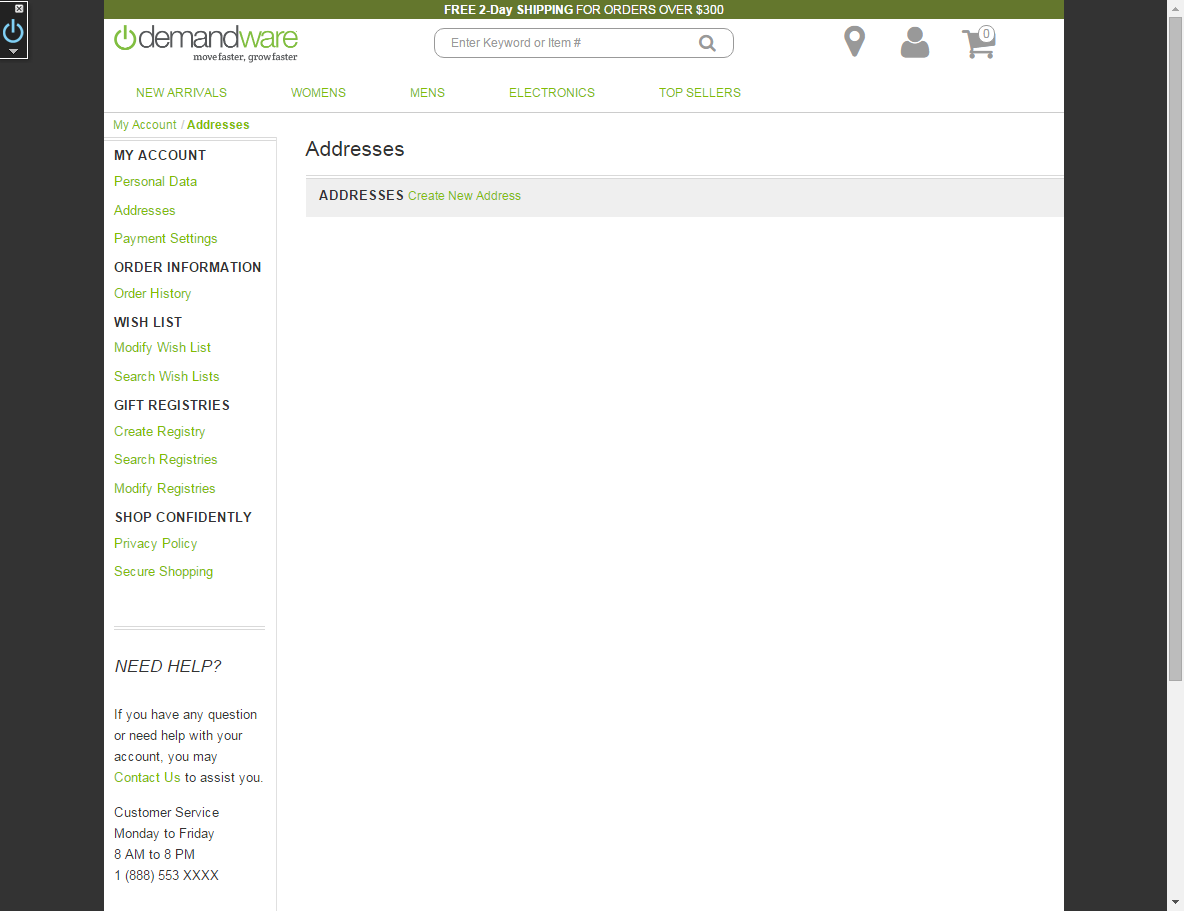 FREE 2-Day SHIPPING FOR ORDERS OVER $300
demandware
move faster, grow faster
Enter Keyword or Item #
0
NEW ARRIVALS WOMENS MENS ELECTRONICS TOP SELLERS
My Account / Addresses
MY ACCOUNT
Personal Data
Addresses
Payment Settings
ORDER INFORMATION
Order History
WISH LIST
Modify Wish List
Search Wish Lists
GIFT REGISTRIES
Create Registry
Search Registries
Modify Registries
SHOP CONFIDENTLY
Privacy Policy
Secure Shopping
NEED HELP?
If you have any question
or need help with your
account, you may
Contact Us to assist you.
Customer Service
Monday to Friday
8 AM to 8 PM
1 (888) 553 XXXX
Addresses
ADDRESSES Create New Address